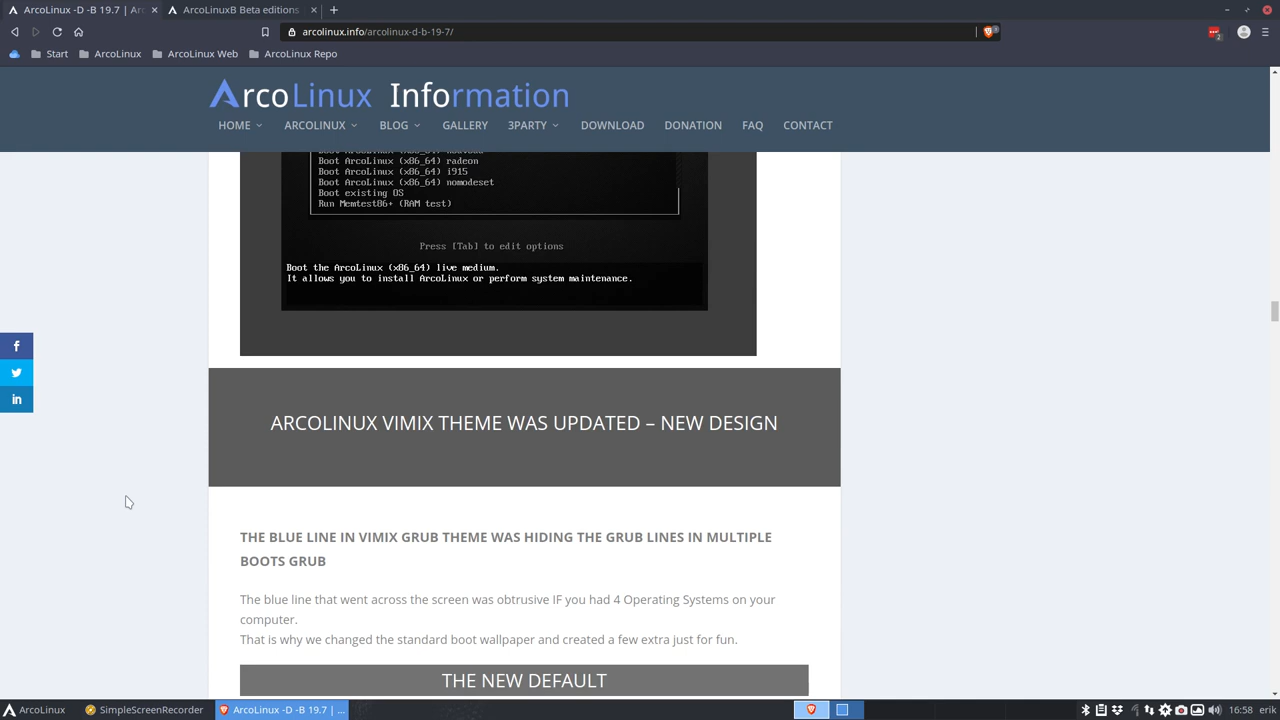 ArcoLinux -D -B 19.7 | Arc
ArcoLinuxB Beta editions
arcolinux.info/arcolinux-d-b-19-7/
2
Start
ArcoLinux
ArcoLinux Web
ArcoLinux Repo
ArcoLinux Information
HOME
ARCOLINUX
BLOG
GALLERY
3PARTY
DOWNLOAD
DONATION
FAQ
CONTACT
Boot ArcoLinux (x86_64) radeon
Boot ArcoLinux (x86_64) i915
Boot ArcoLinux (x86_64) nomodeset
Boot existing OS
Run Memtest86+ (RAM test)
Press [Tab] to edit options
Boot the ArcoLinux (x86_64) live medium.
It allows you to install ArcoLinux or perform system maintenance.
ARCOLINUX VIMIX THEME WAS UPDATED – NEW DESIGN
THE BLUE LINE IN VIMIX GRUB THEME WAS HIDING THE GRUB LINES IN MULTIPLE
BOOTS GRUB
The blue line that went across the screen was obtrusive IF you had 4 Operating Systems on your
computer.
That is why we changed the standard boot wallpaper and created a few extra just for fun.
THE NEW DEFAULT
ArcoLinux
SimpleScreenRecorder
ArcoLinux -D -B 19.7 | ...
16:58
erik